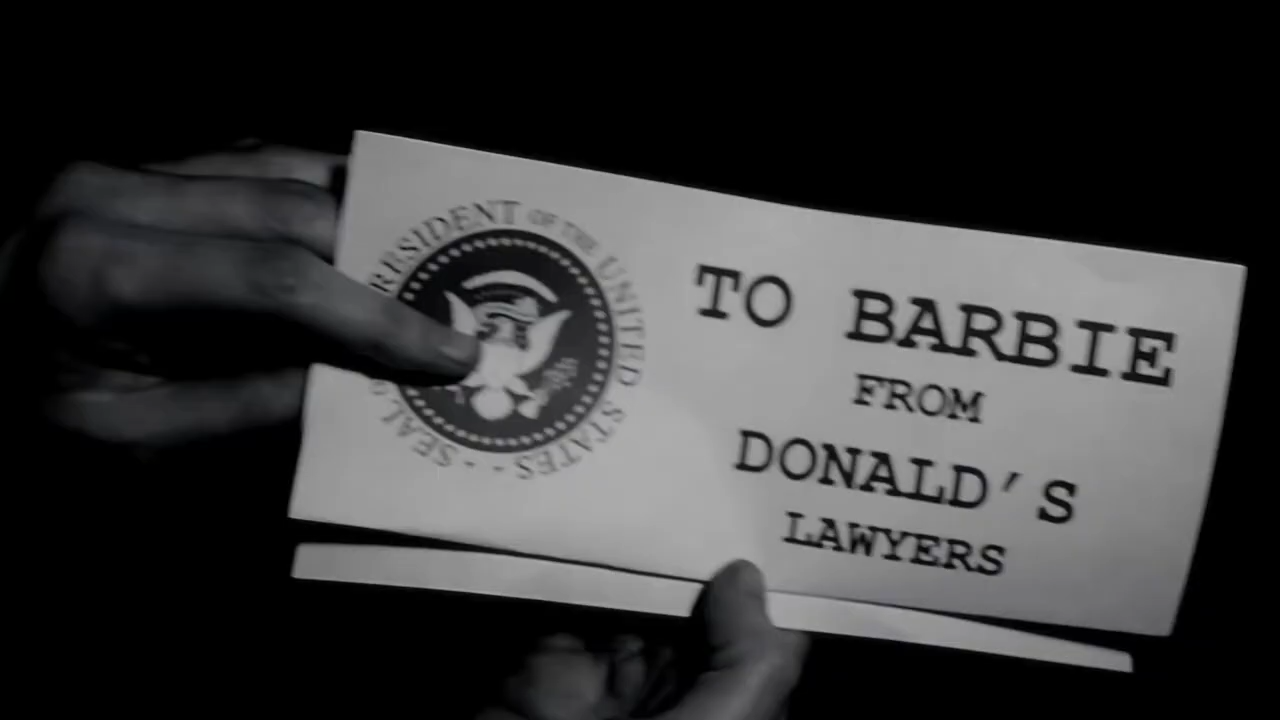 SEAL PRESIDENT OF THE UNITED STATES
TO BARBIE
FROM
DONALD'S
LAWYERS